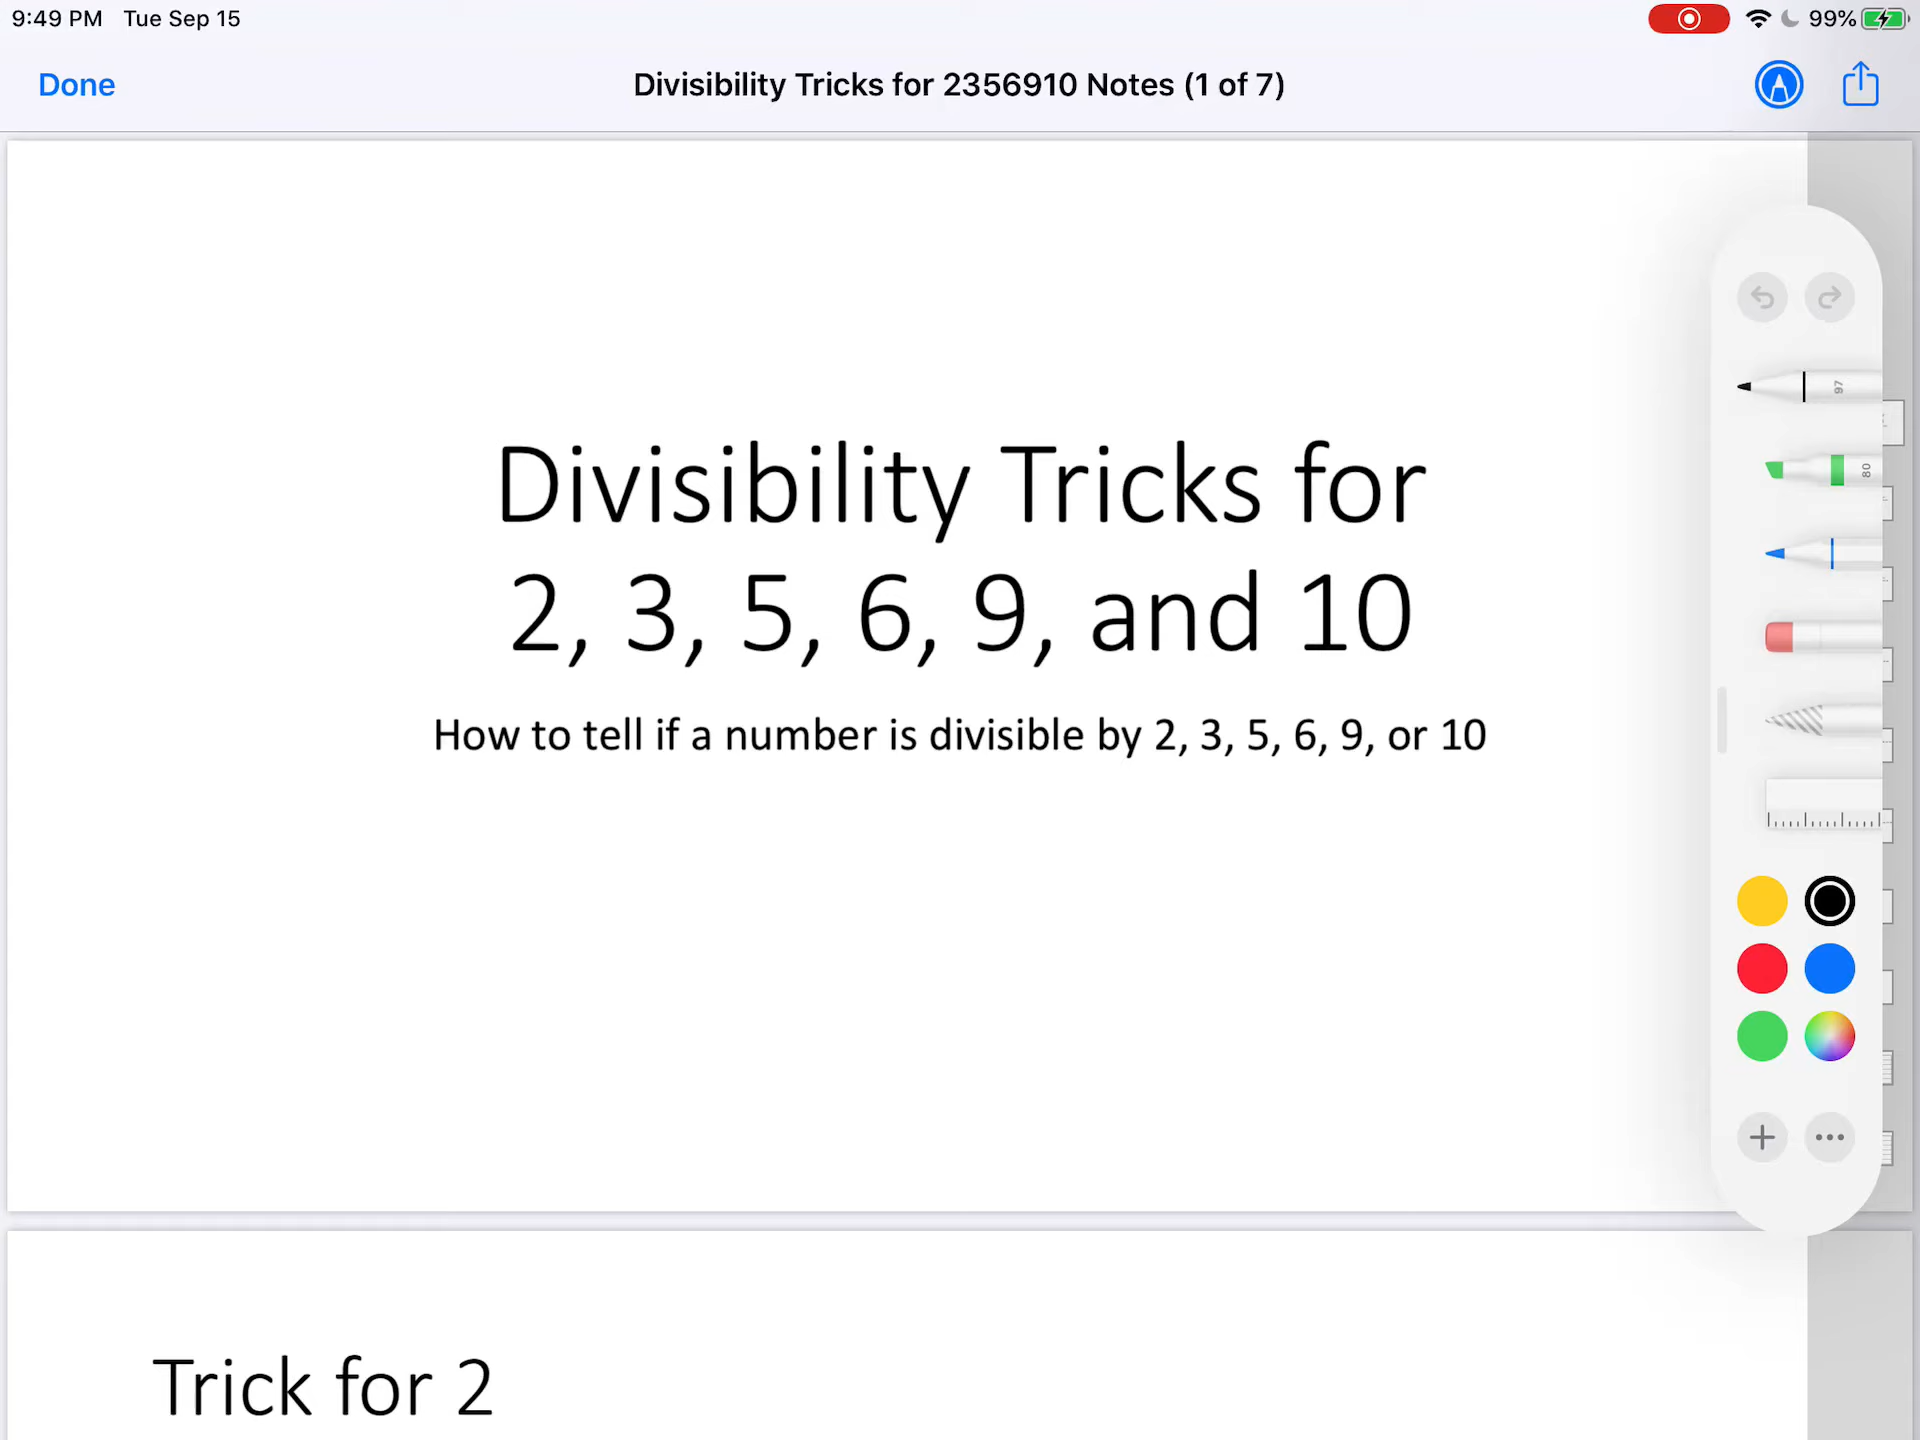 9:49 PM Tue Sep 15
99%
Done
Divisibility Tricks for 2356910 Notes (1 of 7)
97
80
Divisibility Tricks for
2, 3, 5, 6, 9, and 10
How to tell if a number is divisible by 2, 3, 5, 6, 9, or 10
Trick for 2